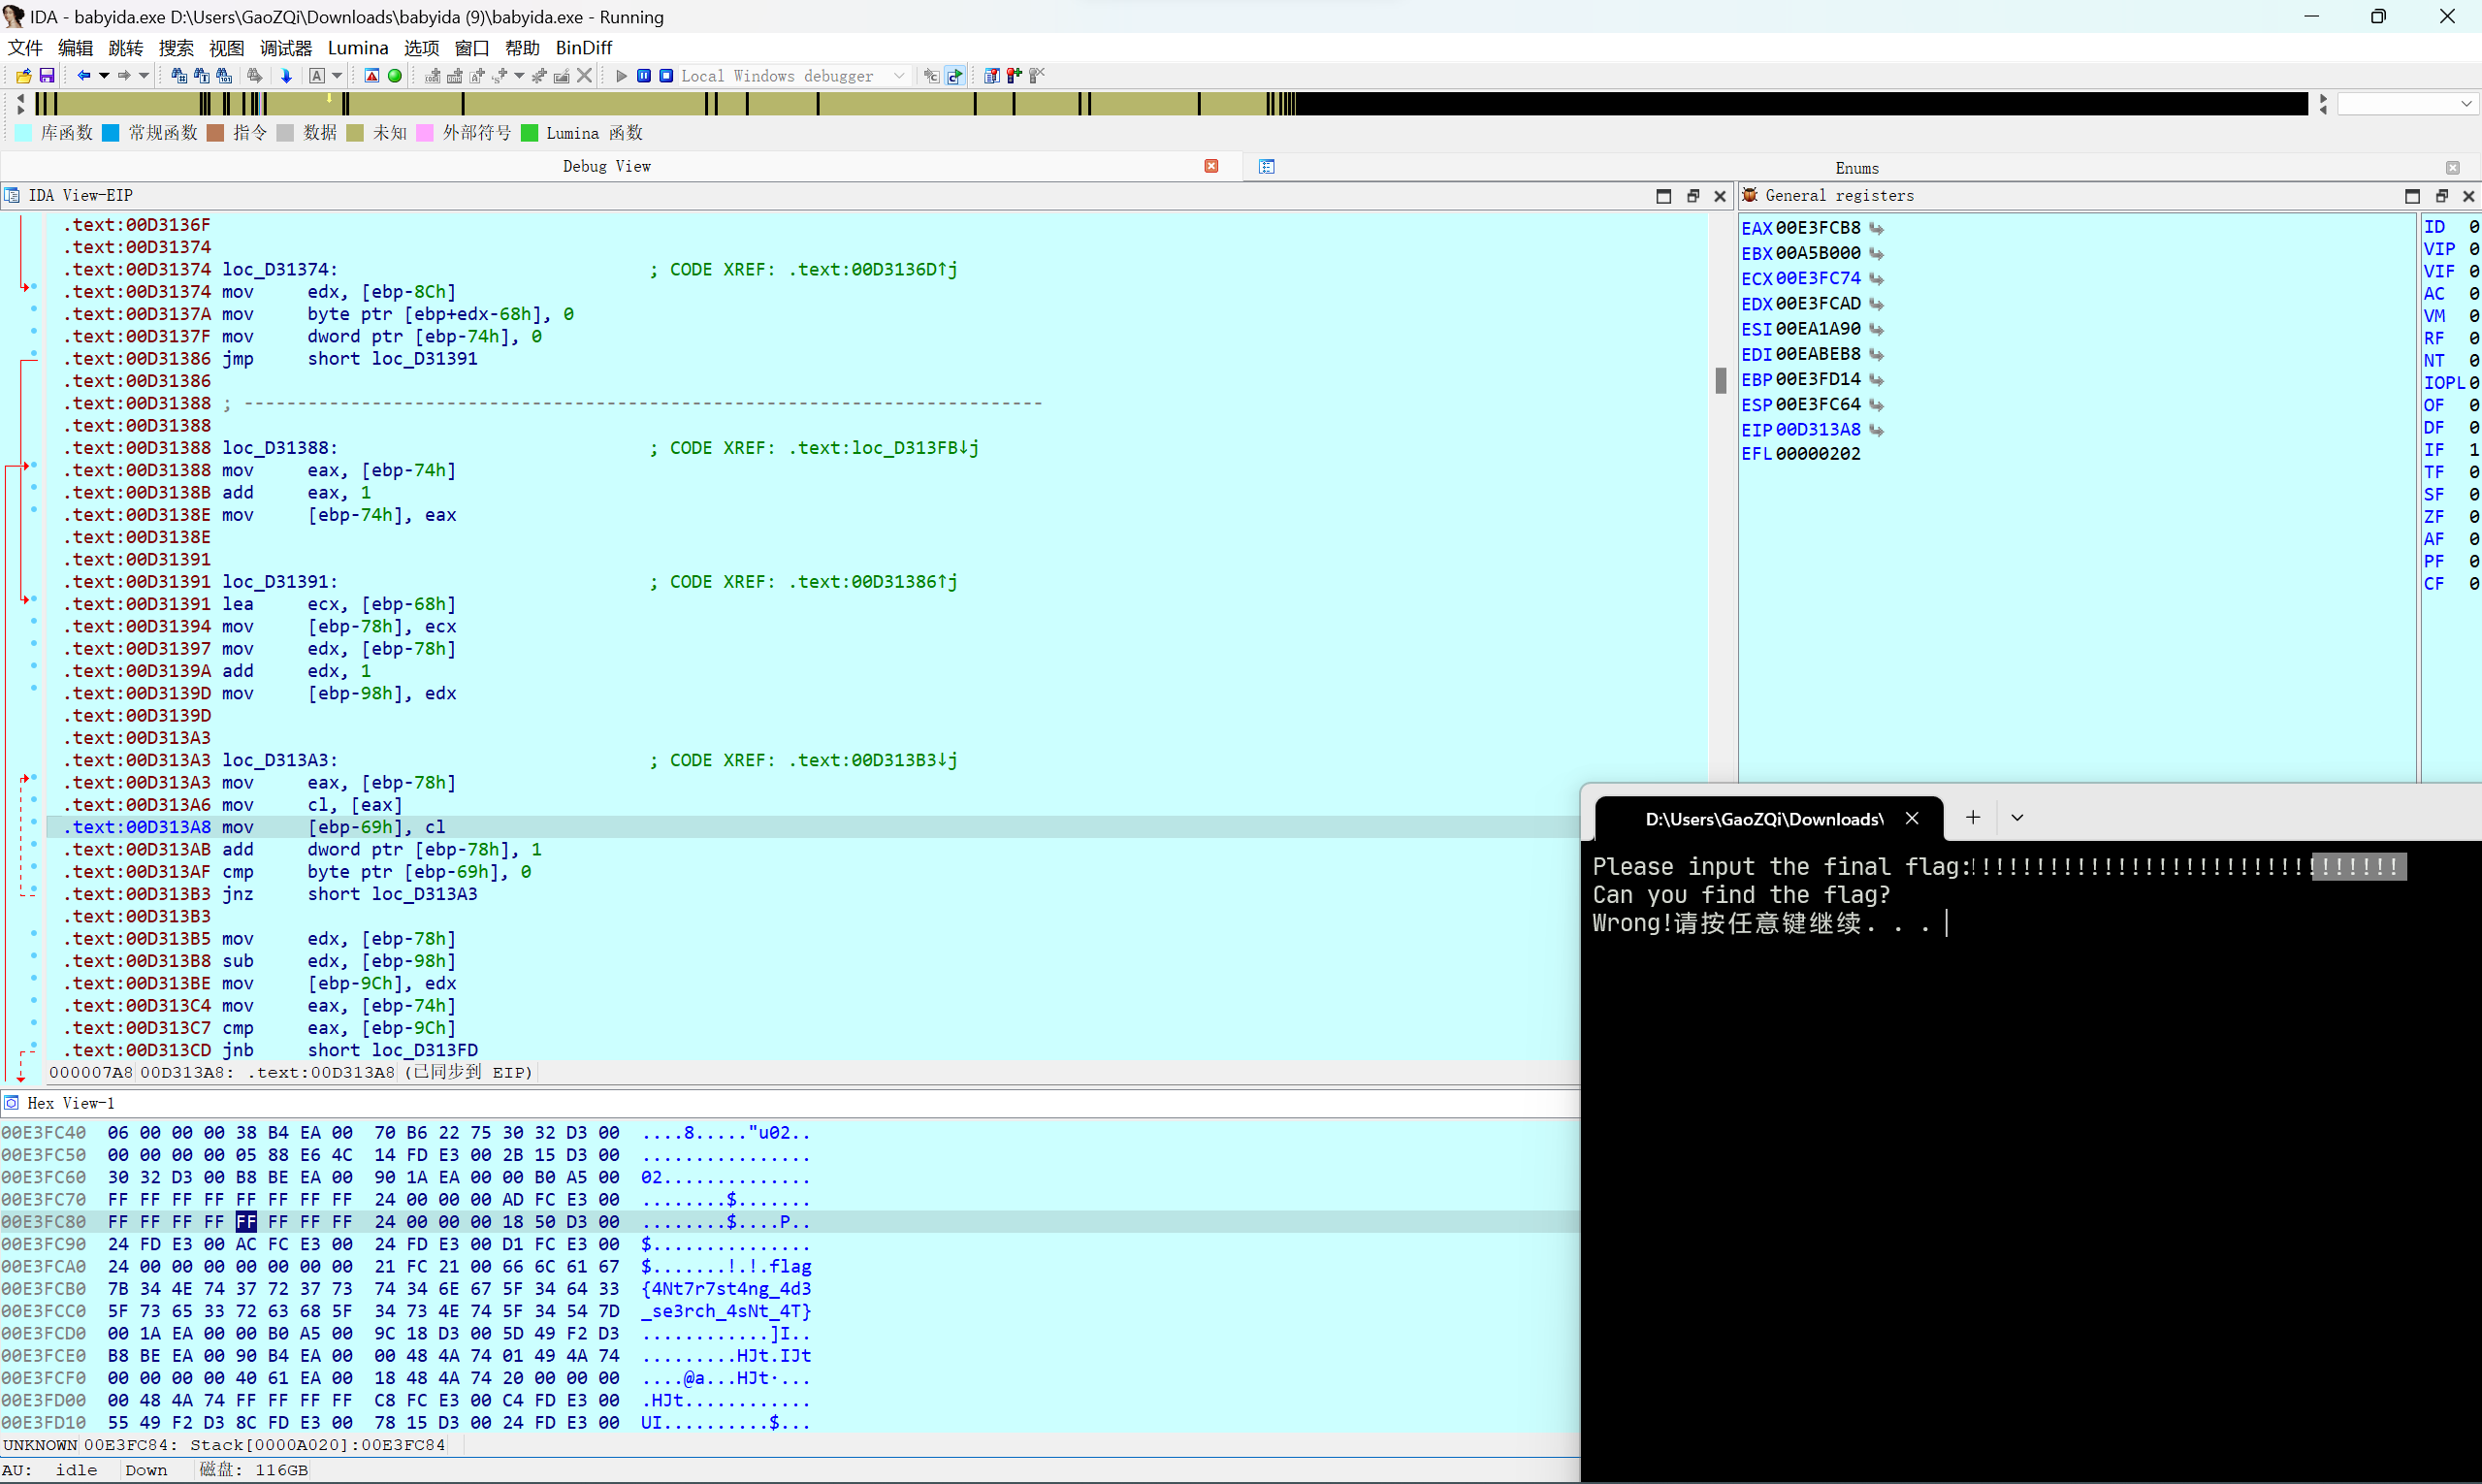 IDA - babyida.exe D:\Users\GaoZQi\Downloads\babyida (9)\babyida.exe - Running
文件 编辑 跳转 搜索 视图 调试器 Lumina 选项 窗口 帮助 BinDiff
Local Windows debugger
库函数 常规函数 指令 数据 未知 外部符号 Lumina 函数
Debug View
Enums
IDA View-EIP
.text:00D3136F
.text:00D31374
.text:00D31374 loc_D31374: ; CODE XREF: .text:00D3136D↑j
.text:00D31374 mov edx, [ebp-8Ch]
.text:00D3137A mov byte ptr [ebp+edx-68h], 0
.text:00D3137F mov dword ptr [ebp-74h], 0
.text:00D31386 jmp short loc_D31391
.text:00D31386
.text:00D31388 ; ---------------------------------------------------------------------------
.text:00D31388
.text:00D31388 loc_D31388: ; CODE XREF: .text:loc_D313FB↓j
.text:00D31388 mov eax, [ebp-74h]
.text:00D3138B add eax, 1
.text:00D3138E mov [ebp-74h], eax
.text:00D3138E
.text:00D31391
.text:00D31391 loc_D31391: ; CODE XREF: .text:00D31386↑j
.text:00D31391 lea ecx, [ebp-68h]
.text:00D31394 mov [ebp-78h], ecx
.text:00D31397 mov edx, [ebp-78h]
.text:00D3139A add edx, 1
.text:00D3139D mov [ebp-98h], edx
.text:00D3139D
.text:00D313A3
.text:00D313A3 loc_D313A3: ; CODE XREF: .text:00D313B3↓j
.text:00D313A3 mov eax, [ebp-78h]
.text:00D313A6 mov cl, [eax]
.text:00D313A8 mov [ebp-69h], cl
.text:00D313AB add dword ptr [ebp-78h], 1
.text:00D313AF cmp byte ptr [ebp-69h], 0
.text:00D313B3 jnz short loc_D313A3
.text:00D313B3
.text:00D313B5 mov edx, [ebp-78h]
.text:00D313B8 sub edx, [ebp-98h]
.text:00D313BE mov [ebp-9Ch], edx
.text:00D313C4 mov eax, [ebp-74h]
.text:00D313C7 cmp eax, [ebp-9Ch]
.text:00D313CD jnb short loc_D313FD
000007A8 00D313A8: .text:00D313A8 (已同步到 EIP)
General registers
EAX 00E3FCB8
EBX 00A5B000
ECX 00E3FC74
EDX 00E3FCAD
ESI 00EA1A90
EDI 00EABEB8
EBP 00E3FD14
ESP 00E3FC64
EIP 00D313A8
EFL 00000202
ID 0
VIP 0
VIF 0
AC 0
VM 0
RF 0
NT 0
IOPL 0
OF 0
DF 0
IF 1
TF 0
SF 0
ZF 0
AF 0
PF 0
CF 0
D:\Users\GaoZQi\Downloads\
Please input the final flag:!!!!!!!!!!!!!!!!!!!!!!!!!!!!!!!!
Can you find the flag?
Wrong!请按任意键继续. . .
Hex View-1
00E3FC40 06 00 00 00 38 B4 EA 00 70 B6 22 75 30 32 D3 00 ....8....."u02..
00E3FC50 00 00 00 00 05 88 E6 4C 14 FD E3 00 2B 15 D3 00 ................
00E3FC60 30 32 D3 00 B8 BE EA 00 90 1A EA 00 00 B0 A5 00 02..............
00E3FC70 FF FF FF FF FF FF FF FF 24 00 00 00 AD FC E3 00 ........$.......
00E3FC80 FF FF FF FF FF FF FF FF 24 00 00 00 18 50 D3 00 ........$....P..
00E3FC90 24 FD E3 00 AC FC E3 00 24 FD E3 00 D1 FC E3 00 $...............
00E3FCA0 24 00 00 00 00 00 00 00 21 FC 21 00 66 6C 61 67 $.......!.!.flag
00E3FCB0 7B 34 4E 74 37 72 37 73 74 34 6E 67 5F 34 64 33 {4Nt7r7st4ng_4d3
00E3FCC0 5F 73 65 33 72 63 68 5F 34 73 4E 74 5F 34 54 7D _se3rch_4sNt_4T}
00E3FCD0 00 1A EA 00 00 B0 A5 00 9C 18 D3 00 5D 49 F2 D3 ............]I..
00E3FCE0 B8 BE EA 00 90 B4 EA 00 00 48 4A 74 01 49 4A 74 .........HJt.IJt
00E3FCF0 00 00 00 00 40 61 EA 00 18 48 4A 74 20 00 00 00 ....@a...HJt·...
00E3FD00 00 48 4A 74 FF FF FF FF C8 FC E3 00 C4 FD E3 00 .HJt............
00E3FD10 55 49 F2 D3 8C FD E3 00 78 15 D3 00 24 FD E3 00 UI..........$...
UNKNOWN 00E3FC84: Stack[0000A020]:00E3FC84
AU: idle Down 磁盘: 116GB